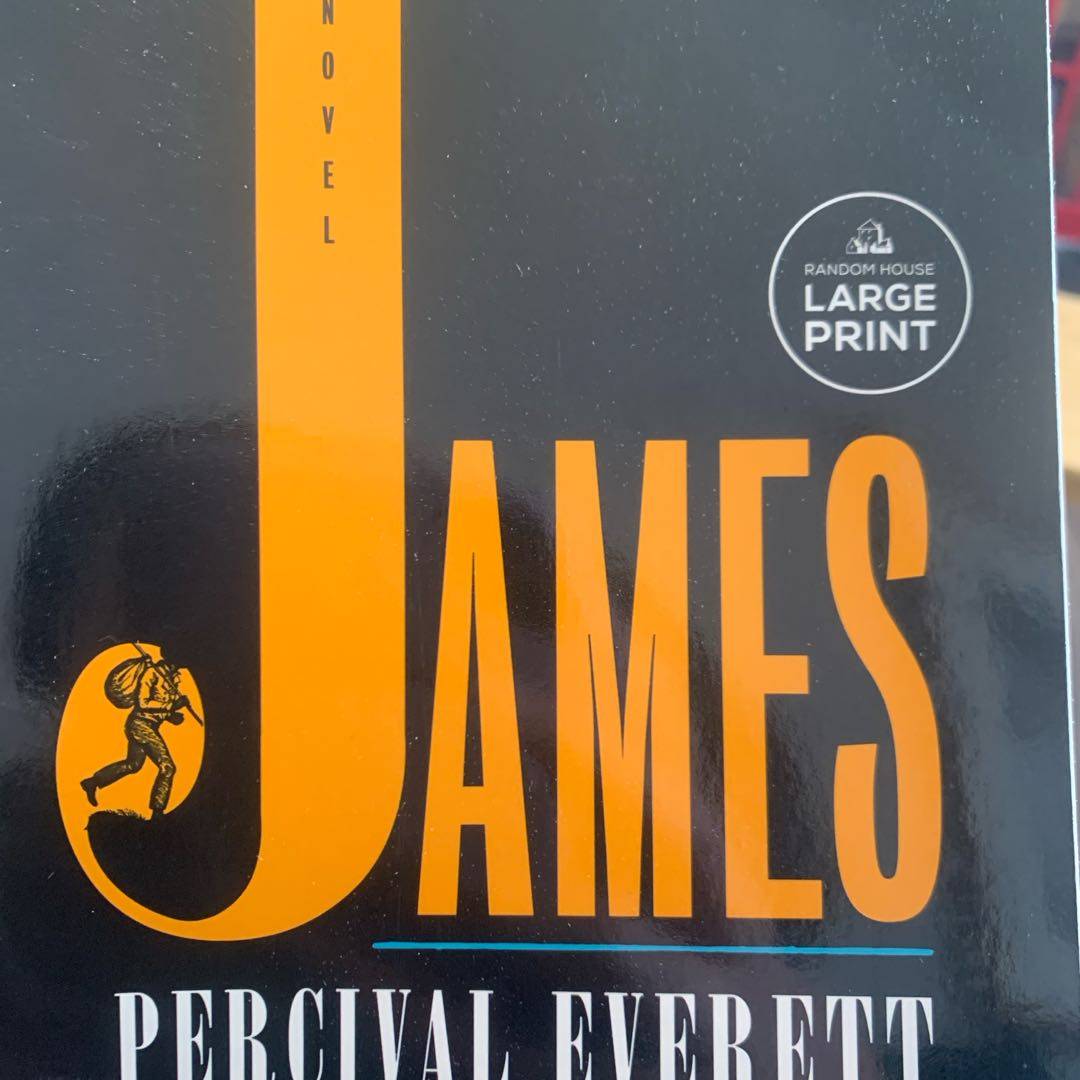 NOVEL
RANDOM HOUSE
LARGE
PRINT
JAMES
PERCIVAL EVERETT